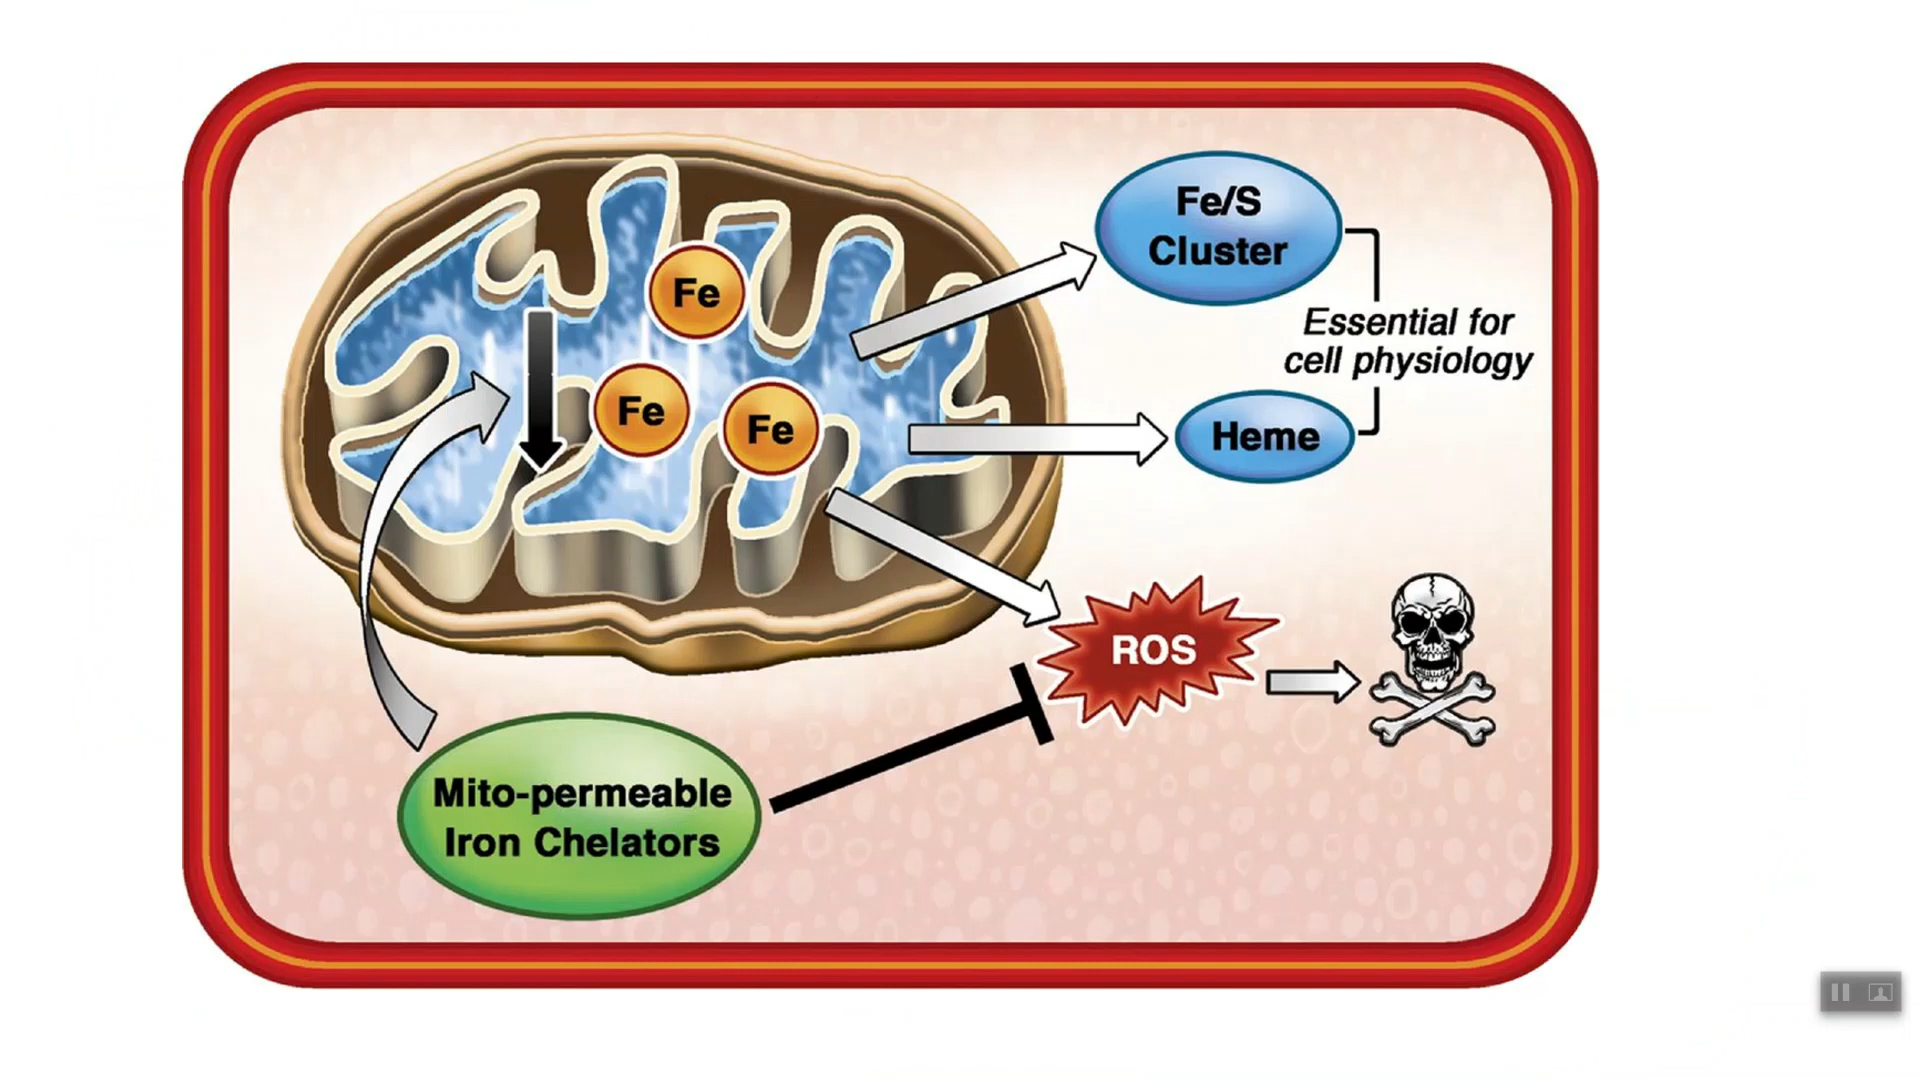 Fe/S
Cluster
Fe
Essential for
cell physiology
Fe
Fe
Heme
ROS
Mito-permeable
Iron Chelators